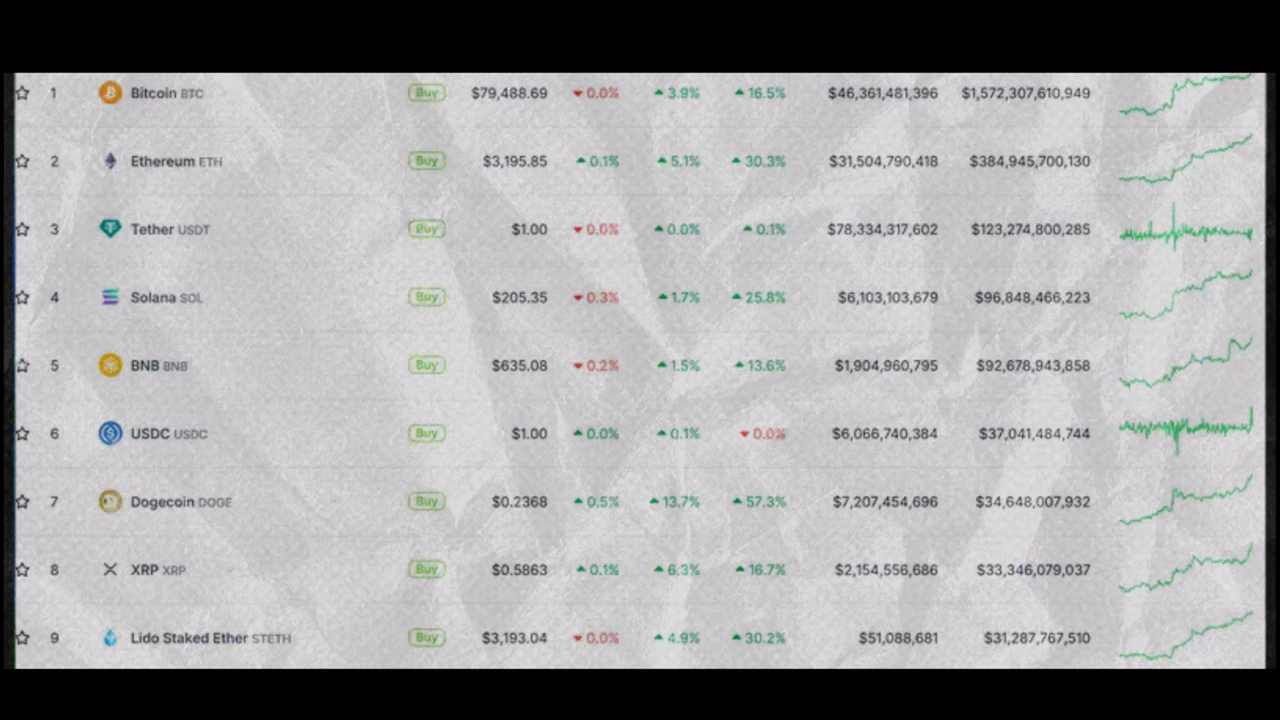 1 Bitcoin BTC Buy $79,488.69 0.0% 3.9% 16.5% $46,361,481,396 $1,572,307,610,949
2 Ethereum ETH Buy $3,195.85 0.1% 5.1% 30.3% $31,504,790,418 $384,945,700,130
3 Tether USDT Buy $1.00 0.0% 0.0% 0.1% $78,334,317,602 $123,274,800,285
4 Solana SOL Buy $205.35 0.3% 1.7% 25.8% $6,103,103,679 $96,848,466,223
5 BNB BNB Buy $635.08 0.2% 1.5% 13.6% $1,904,960,795 $92,678,943,858
6 USDC USDC Buy $1.00 0.0% 0.1% 0.0% $6,066,740,384 $37,041,484,744
7 Dogecoin DOGE Buy $0.2368 0.5% 13.7% 57.3% $7,207,454,696 $34,648,007,932
8 XRP XRP Buy $0.5863 0.1% 6.3% 16.7% $2,154,556,686 $33,346,079,037
9 Lido Staked Ether STETH Buy $3,193.04 0.0% 4.9% 30.2% $51,088,681 $31,287,767,510